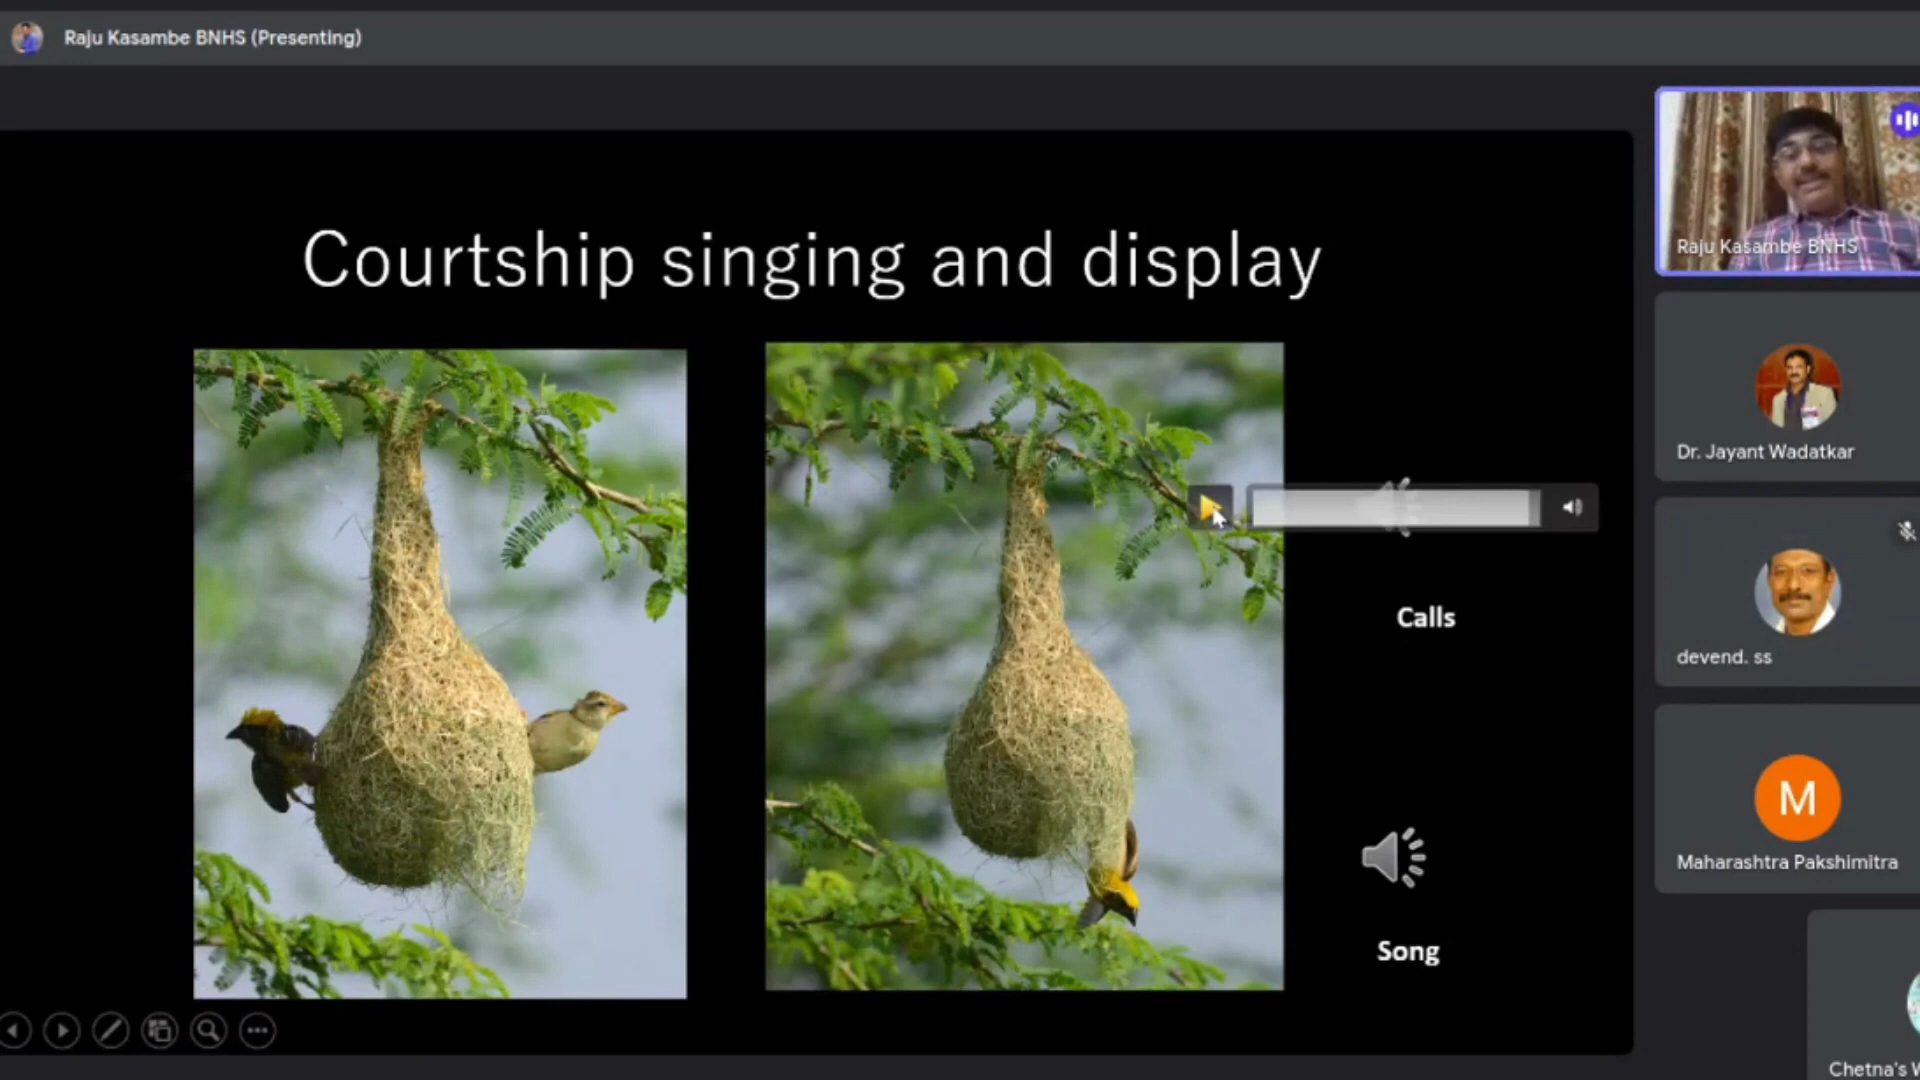 Raju Kasambe BNHS (Presenting)
Courtship singing and display
Calls
Song
Raju Kasambe BNHS
Dr. Jayant Wadatkar
devend. ss
M
Maharashtra Pakshimitra
Chetna's